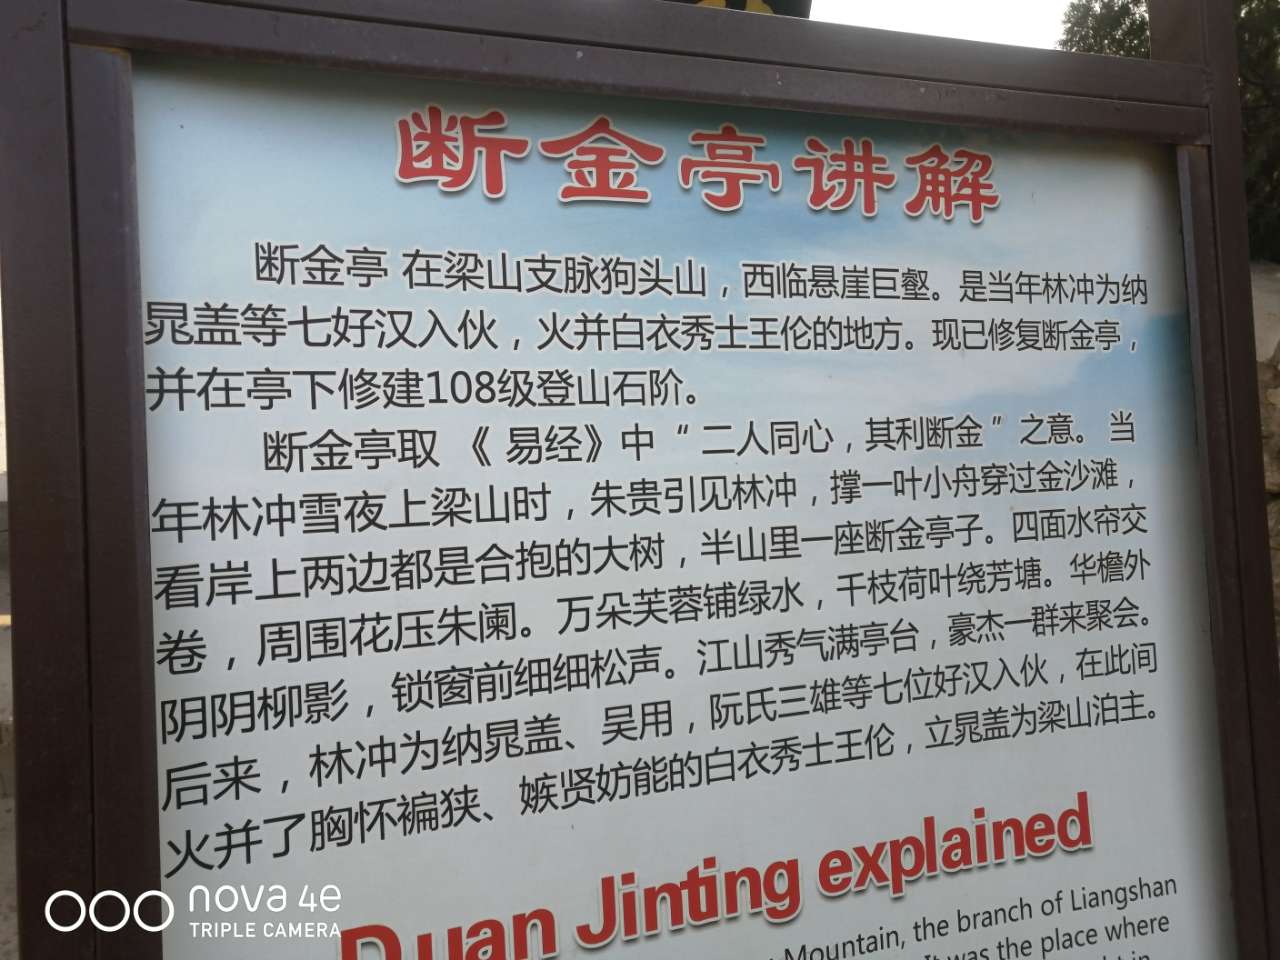 断金亭讲解
断金亭 在梁山支脉狗头山，西临悬崖巨壑。是当年林冲为纳
晁盖等七好汉入伙，火并白衣秀士王伦的地方。现已修复断金亭，
并在亭下修建108级登山石阶。
断金亭取《 易经》中“ 二人同心，其利断金 ”之意。 当
年林冲雪夜上梁山时，朱贵引见林冲，撑一叶小舟穿过金沙滩，
看岸上两边都是合抱的大树，半山里一座断金亭子。四面水帘交
卷，周围花压朱阑。万朵芙蓉铺绿水，千枝荷叶绕芳塘。华檐外
阴阴柳影，锁窗前细细松声。江山秀气满亭台，豪杰一群来聚会。
后来，林冲为纳晁盖、吴用，阮氏三雄等七位好汉入伙，在此间
火并了胸怀褊狭、嫉贤妨能的白衣秀士王伦，立晁盖为梁山泊主。
Duan Jinting explained
Mountain, the branch of Liangshan
It was the place where
nova 4e
TRIPLE CAMERA